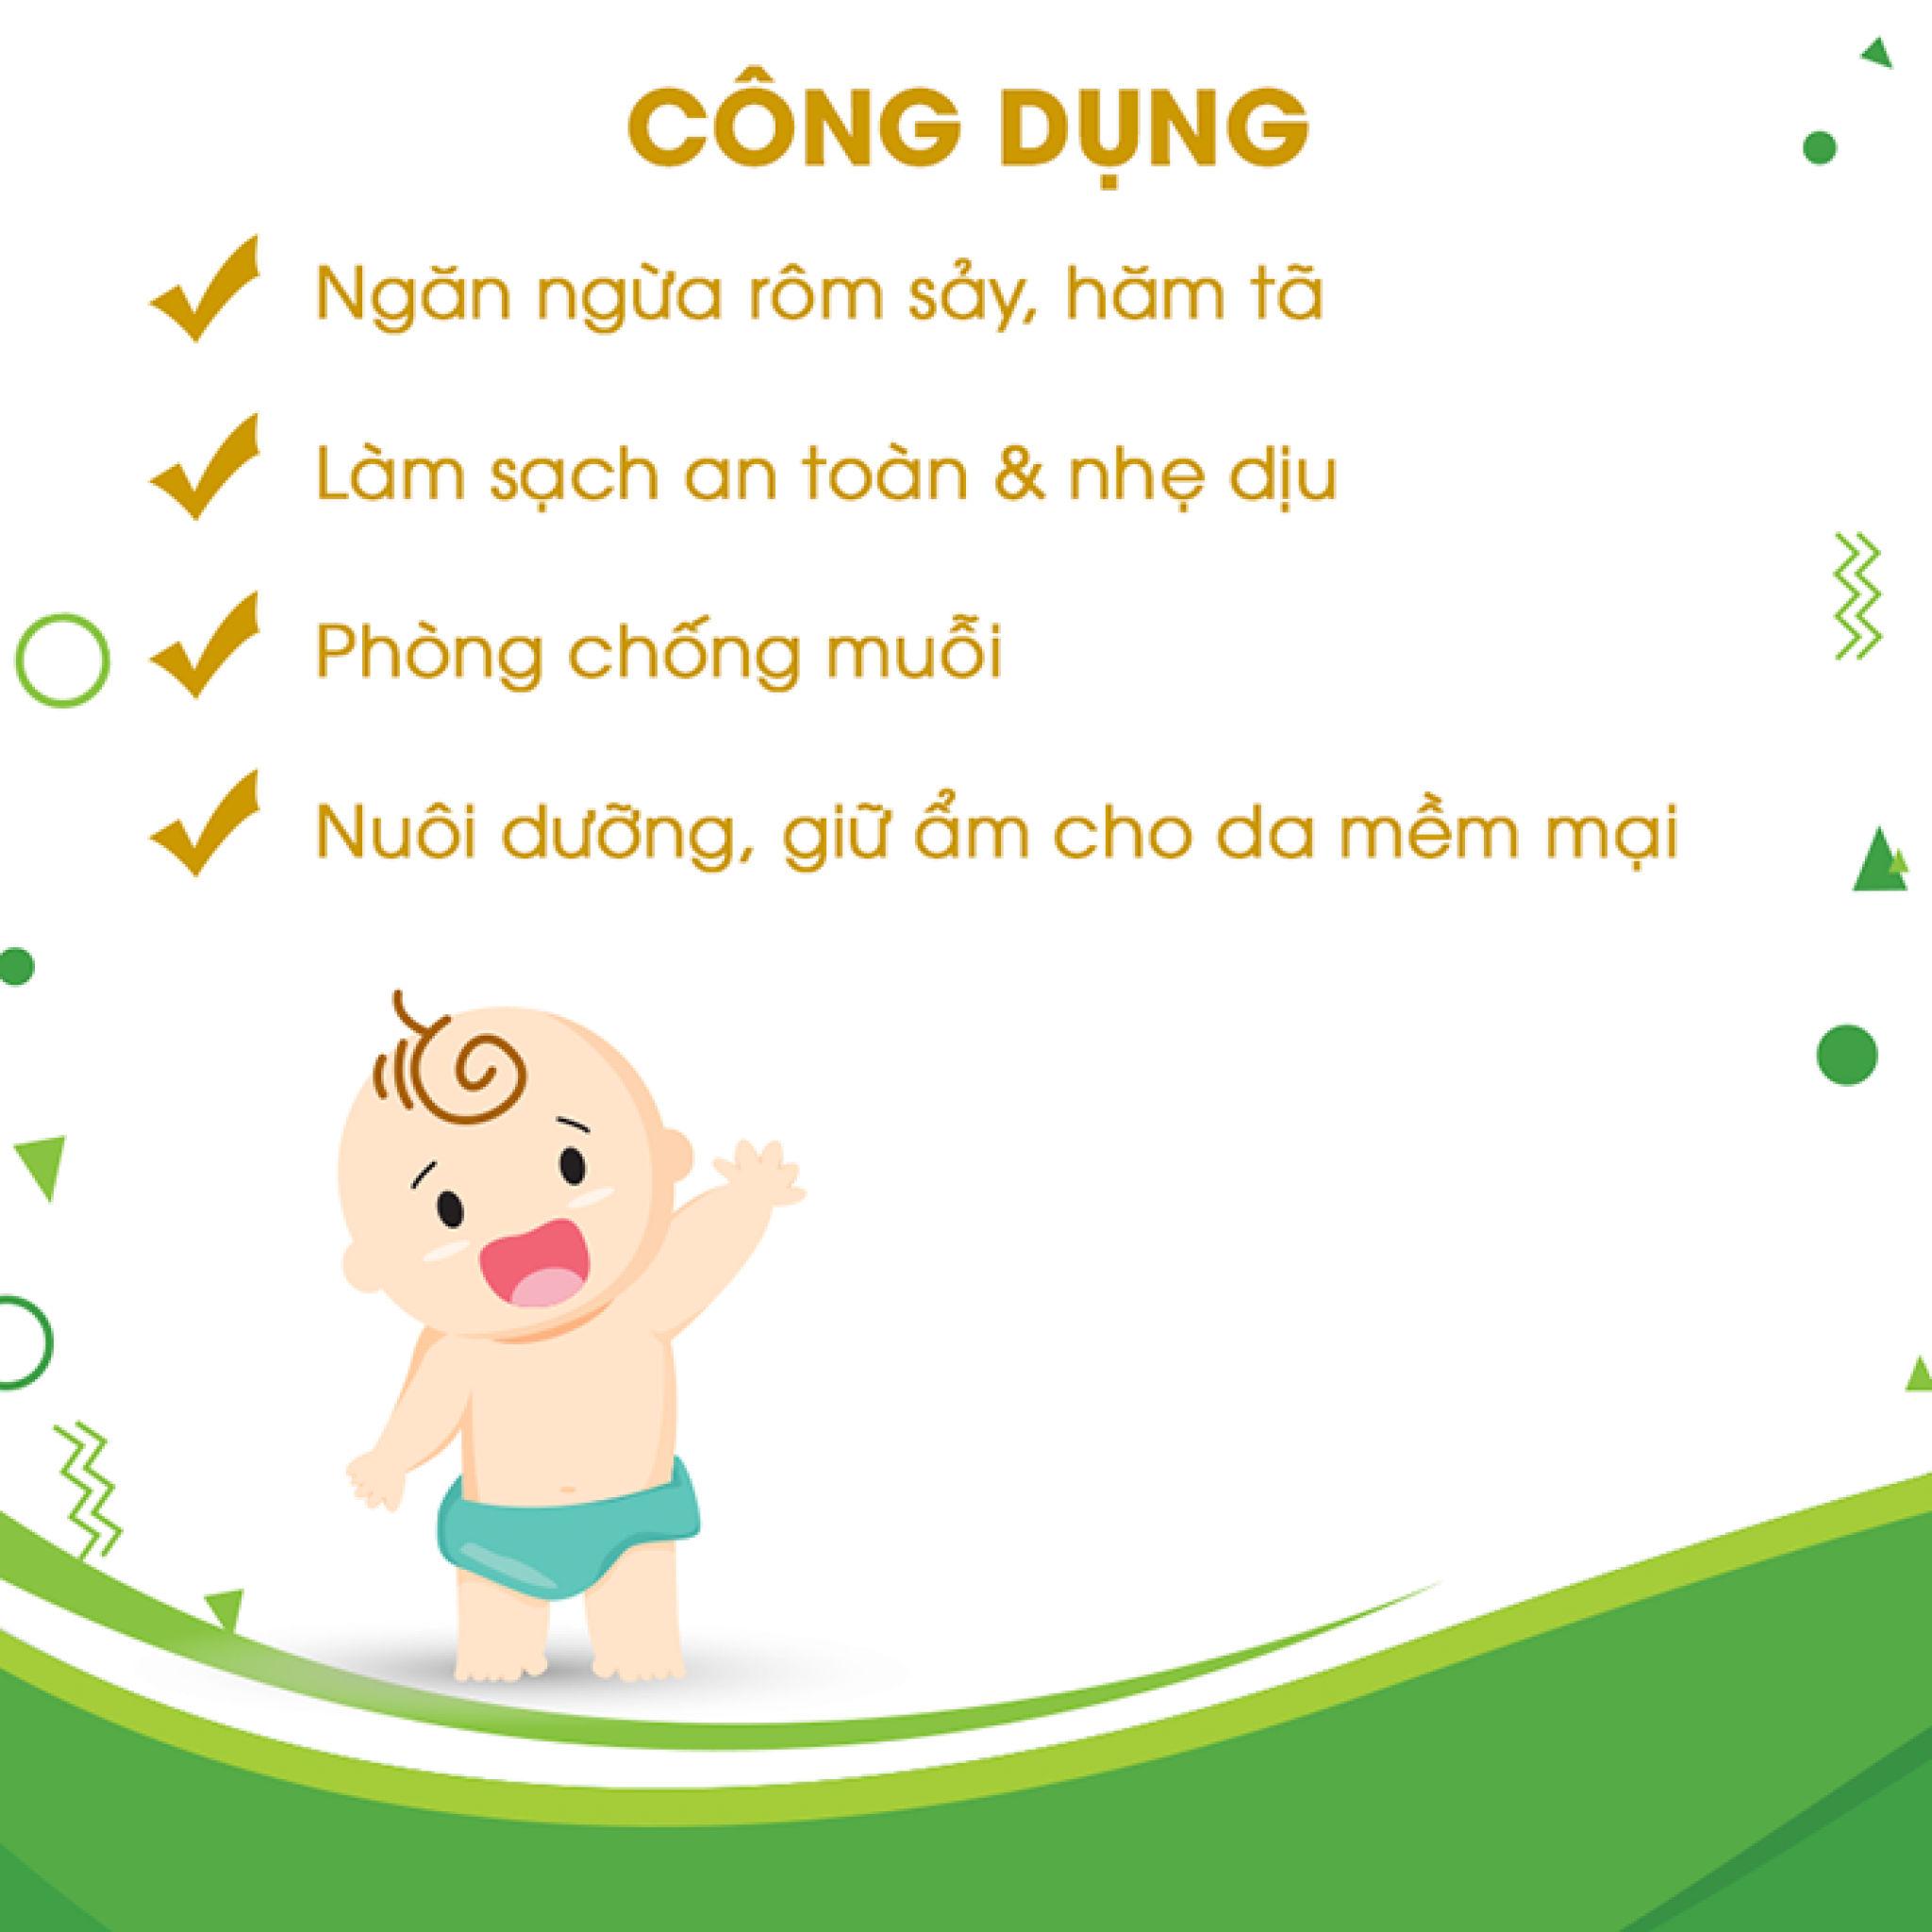 CÔNG DỤNG
Ngăn ngừa rôm sảy, hăm tã
Làm sạch an toàn & nhẹ dịu
Phòng chống muỗi
Nuôi dưỡng, giữ ẩm cho da mềm mại